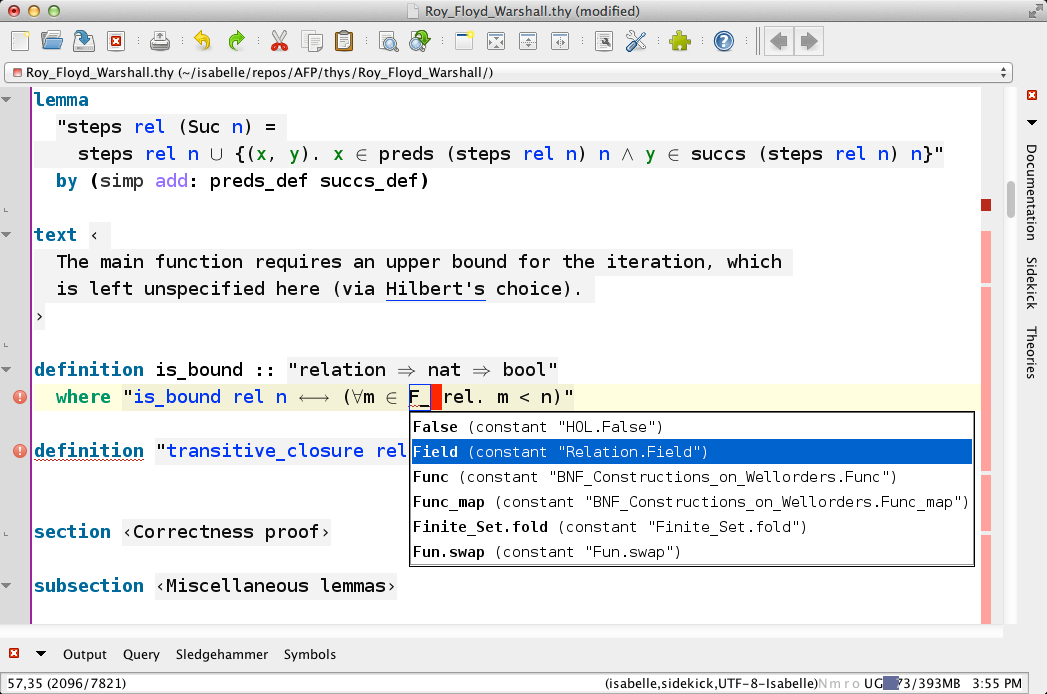 Roy_Floyd_Warshall.thy (modified)
Roy_Floyd_Warshall.thy (~/isabelle/repos/AFP/thys/Roy_Floyd_Warshall/)
lemma
"steps rel (Suc n) =
steps rel n ∪ {(x, y). x ∈ preds (steps rel n) n ∧ y ∈ succs (steps rel n) n}"
by (simp add: preds_def succs_def)
text ‹
The main function requires an upper bound for the iteration, which
is left unspecified here (via Hilbert's choice).
›
definition is_bound :: "relation ⇒ nat ⇒ bool"
where "is_bound rel n ⟷ (∀m ∈ F_ rel. m < n)"
definition "transitive_closure rel
False (constant "HOL.False")
Field (constant "Relation.Field")
Func (constant "BNF_Constructions_on_Wellorders.Func")
Func_map (constant "BNF_Constructions_on_Wellorders.Func_map")
Finite_Set.fold (constant "Finite_Set.fold")
Fun.swap (constant "Fun.swap")
section ‹Correctness proof›
subsection ‹Miscellaneous lemmas›
Documentation
Sidekick
Theories
Output Query Sledgehammer Symbols
57,35 (2096/7821) (isabelle,sidekick,UTF-8-Isabelle)N m r o UG 73/393MB 3:55 PM